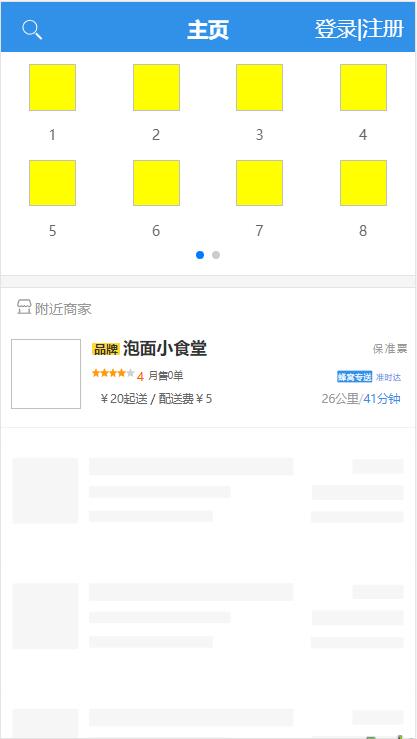 主页 登录|注册
1 2 3 4
5 6 7 8
附近商家
品牌 泡面小食堂 保准票
4 月售0单 蜂窝专送 准时达
¥20起送 / 配送费¥5 26公里/41分钟